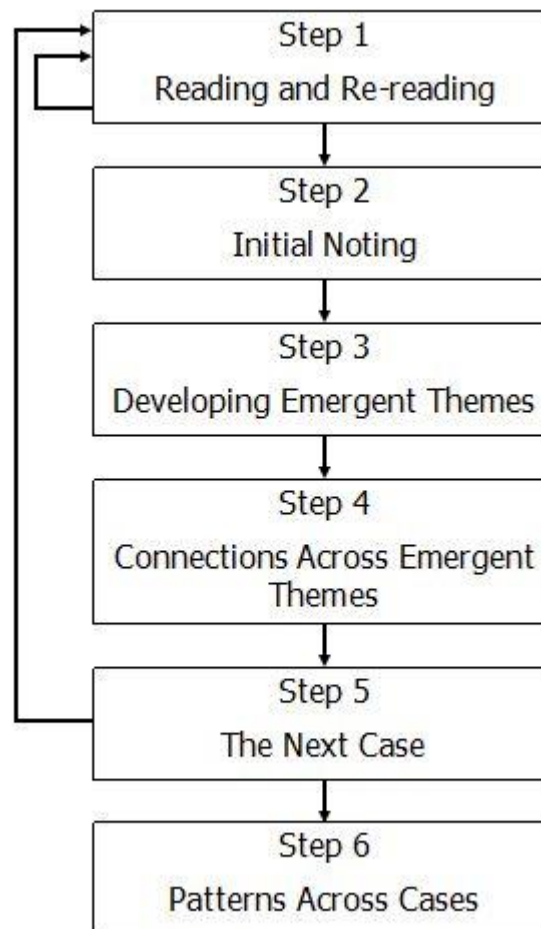 Step 1
Reading and Re-reading
Step 2
Initial Noting
Step 3
Developing Emergent Themes
Step 4
Connections Across Emergent
Themes
Step 5
The Next Case
Step 6
Patterns Across Cases